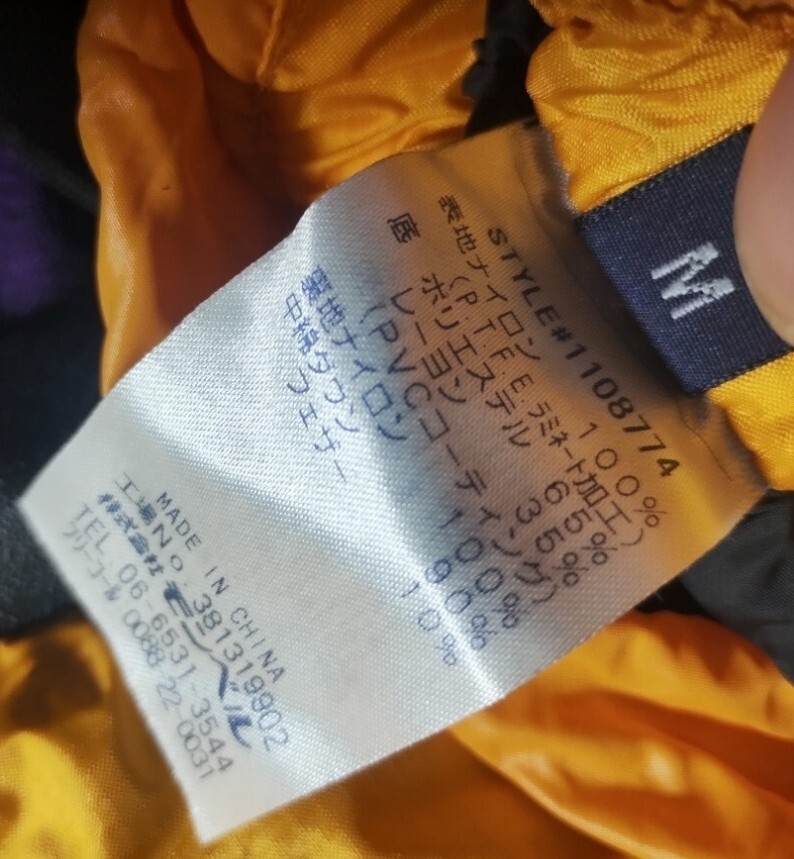 M
STYLE#1108774
表地ナイロン 100%
(P.T.F.E.ラミネート加工)
底 ポリエステル 65%
レーヨン 35%
(PVCコーティング)
裏地ナイロン 100%
中綿ダウン 90%
フェザー 10%
MADE IN CHINA
工場No.381319902
株式会社モンベル
TEL 06-6531-3544
フリーコール 0088-22-0031